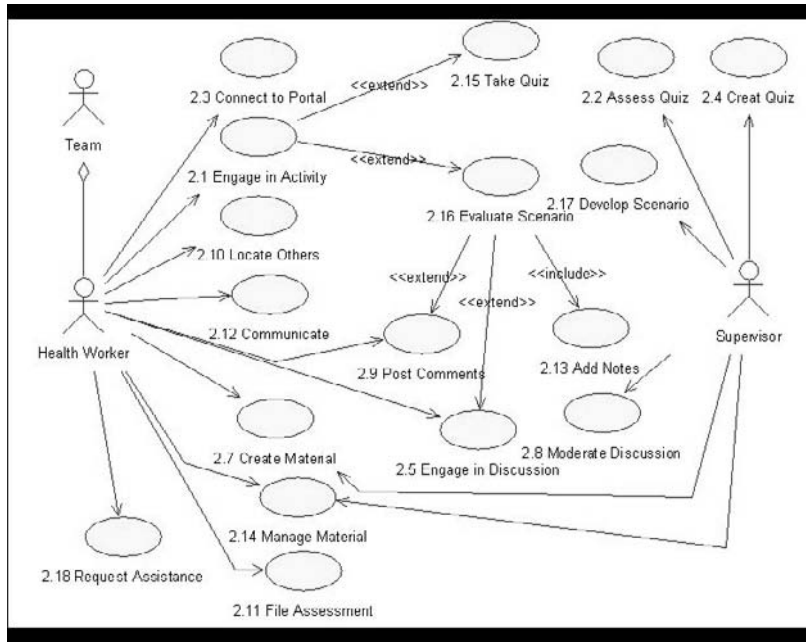 2.3 Connect to Portal
<<extend>>
2.15 Take Quiz
2.2 Assess Quiz
2.4 Creat Quiz
Team
2.1 Engage in Activity
<<extend>>
2.16 Evaluate Scenario
2.17 Develop Scenario
2.10 Locate Others
<<extend>>
<<include>>
<<extend>>
2.12 Communicate
Health Worker
Supervisor
2.9 Post Comments
2.13 Add Notes
2.8 Moderate Discussion
2.7 Create Material
2.5 Engage in Discussion
2.14 Manage Material
2.18 Request Assistance
2.11 File Assessment